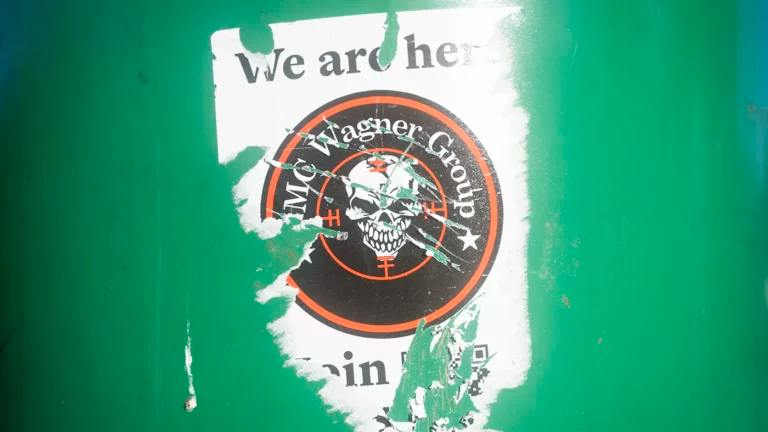 We are her
MC Wagner Group
oin